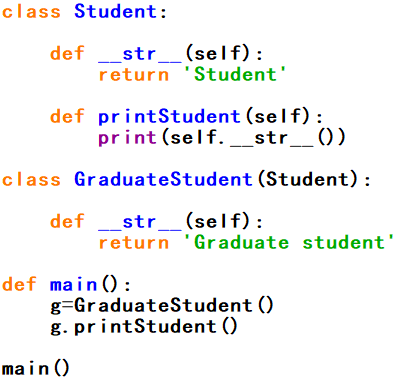 class Student:
    def __str__(self):
        return 'Student'
    def printStudent(self):
        print(self.__str__())
class GraduateStudent(Student):
    def __str__(self):
        return 'Graduate student'
def main():
    g=GraduateStudent()
    g.printStudent()
main()